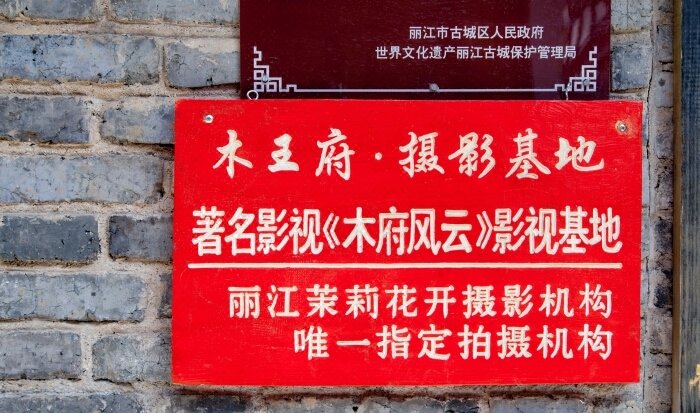 丽江市古城区人民政府
世界文化遗产丽江古城保护管理局
木王府·摄影基地
著名影视《木府风云》影视基地
丽江茉莉花开摄影机构
唯一指定拍摄机构